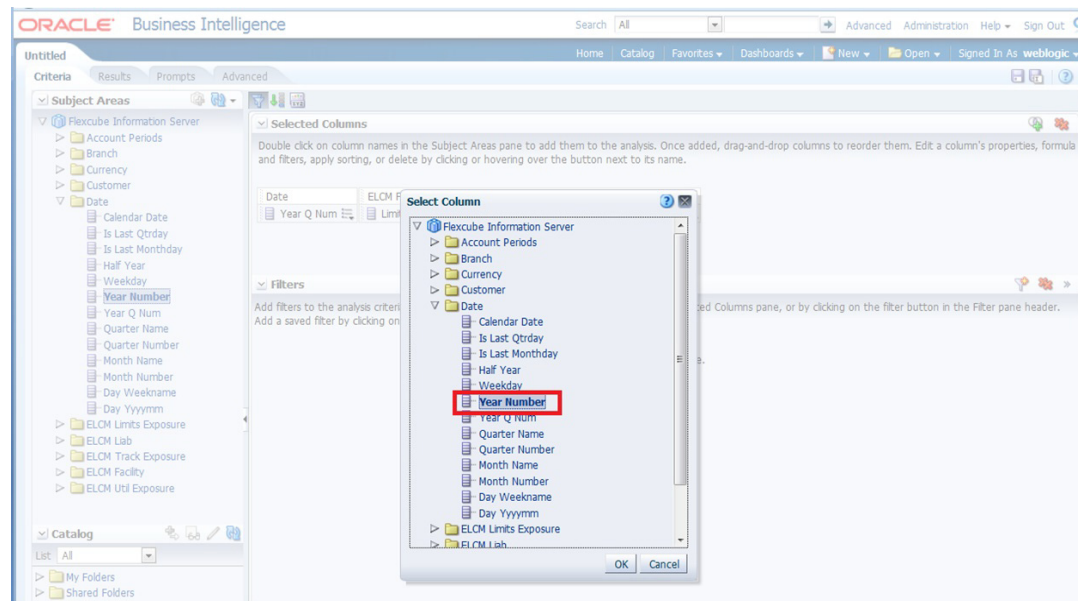 ORACLE Business Intelligence
Search All Advanced Administration Help Sign Out
Untitled
Home Catalog Favorites Dashboards New Open Signed In As weblogic
Criteria Results Prompts Advanced
Subject Areas
Flexcube Information Server
Account Periods
Branch
Currency
Customer
Date
Calendar Date
Is Last Qtrday
Is Last Monthday
Half Year
Weekday
Year Number
Year Q Num
Quarter Name
Quarter Number
Month Name
Month Number
Day Weekname
Day Yyyymm
ELCM Limits Exposure
ELCM Liab
ELCM Track Exposure
ELCM Facility
ELCM Util Exposure
Catalog
List All
My Folders
Shared Folders
Selected Columns
Double click on column names in the Subject Areas pane to add them to the analysis. Once added, drag-and-drop columns to reorder them. Edit a column's properties, formula
and filters, apply sorting, or delete by clicking or hovering over the button next to its name.
Date ELCM
Year Q Num
Filters
Add filters to the analysis ed Columns pane, or by clicking on the filter button in the Filter pane header.
Add a saved filter by clicking on
Select Column
Flexcube Information Server
Account Periods
Branch
Currency
Customer
Date
Calendar Date
Is Last Qtrday
Is Last Monthday
Half Year
Weekday
Year Number
Year Q Num
Quarter Name
Quarter Number
Month Name
Month Number
Day Weekname
Day Yyyymm
ELCM Limits Exposure
ELCM Liab
OK Cancel